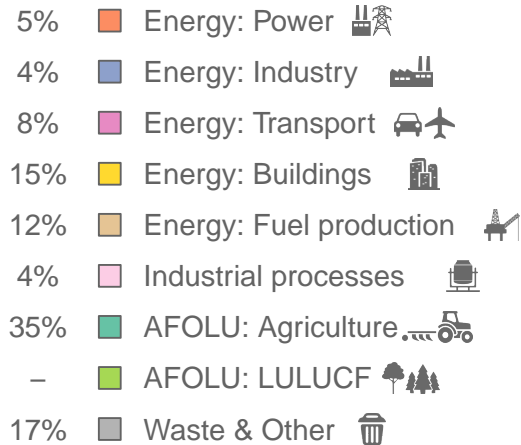 5% Energy: Power
4% Energy: Industry
8% Energy: Transport
15% Energy: Buildings
12% Energy: Fuel production
4% Industrial processes
35% AFOLU: Agriculture
– AFOLU: LULUCF
17% Waste & Other